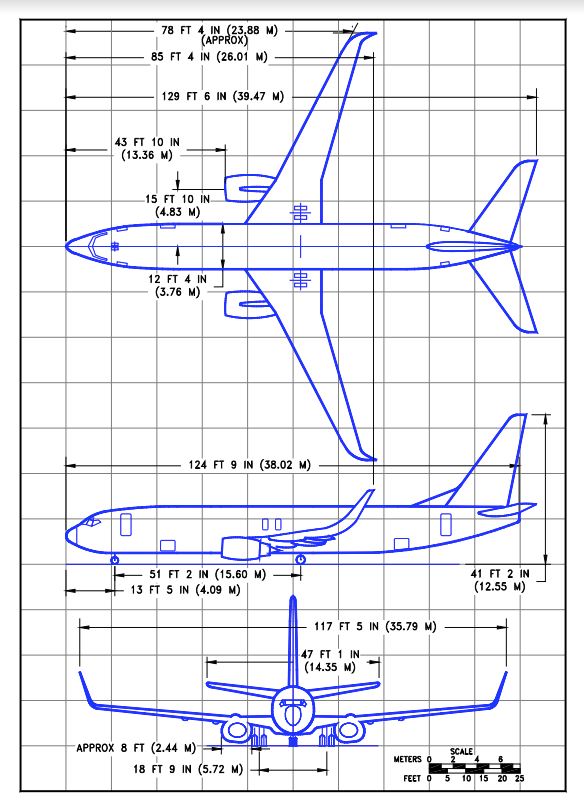 78 FT 4 IN (23.88 M)
(APPROX)
85 FT 4 IN (26.01 M)
129 FT 6 IN (39.47 M)
43 FT 10 IN
(13.36 M)
15 FT 10 IN
(4.83 M)
12 FT 4 IN
(3.76 M)
124 FT 9 IN (38.02 M)
51 FT 2 IN (15.60 M)
41 FT 2 IN
(12.55 M)
13 FT 5 IN (4.09 M)
117 FT 5 IN (35.79 M)
47 FT 1 IN
(14.35 M)
APPROX 8 FT (2.44 M)
18 FT 9 IN (5.72 M)
SCALE
METERS 0 2 4 6
FEET 0 5 10 15 20 25